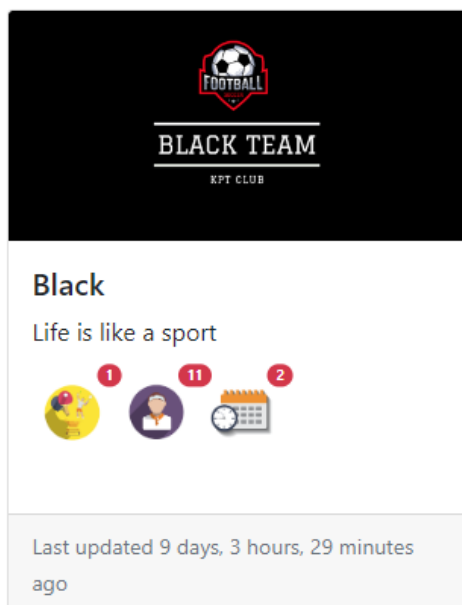 FOOTBALL
BLACK TEAM
KPT CLUB
Black
Life is like a sport
1
11
2
Last updated 9 days, 3 hours, 29 minutes
ago